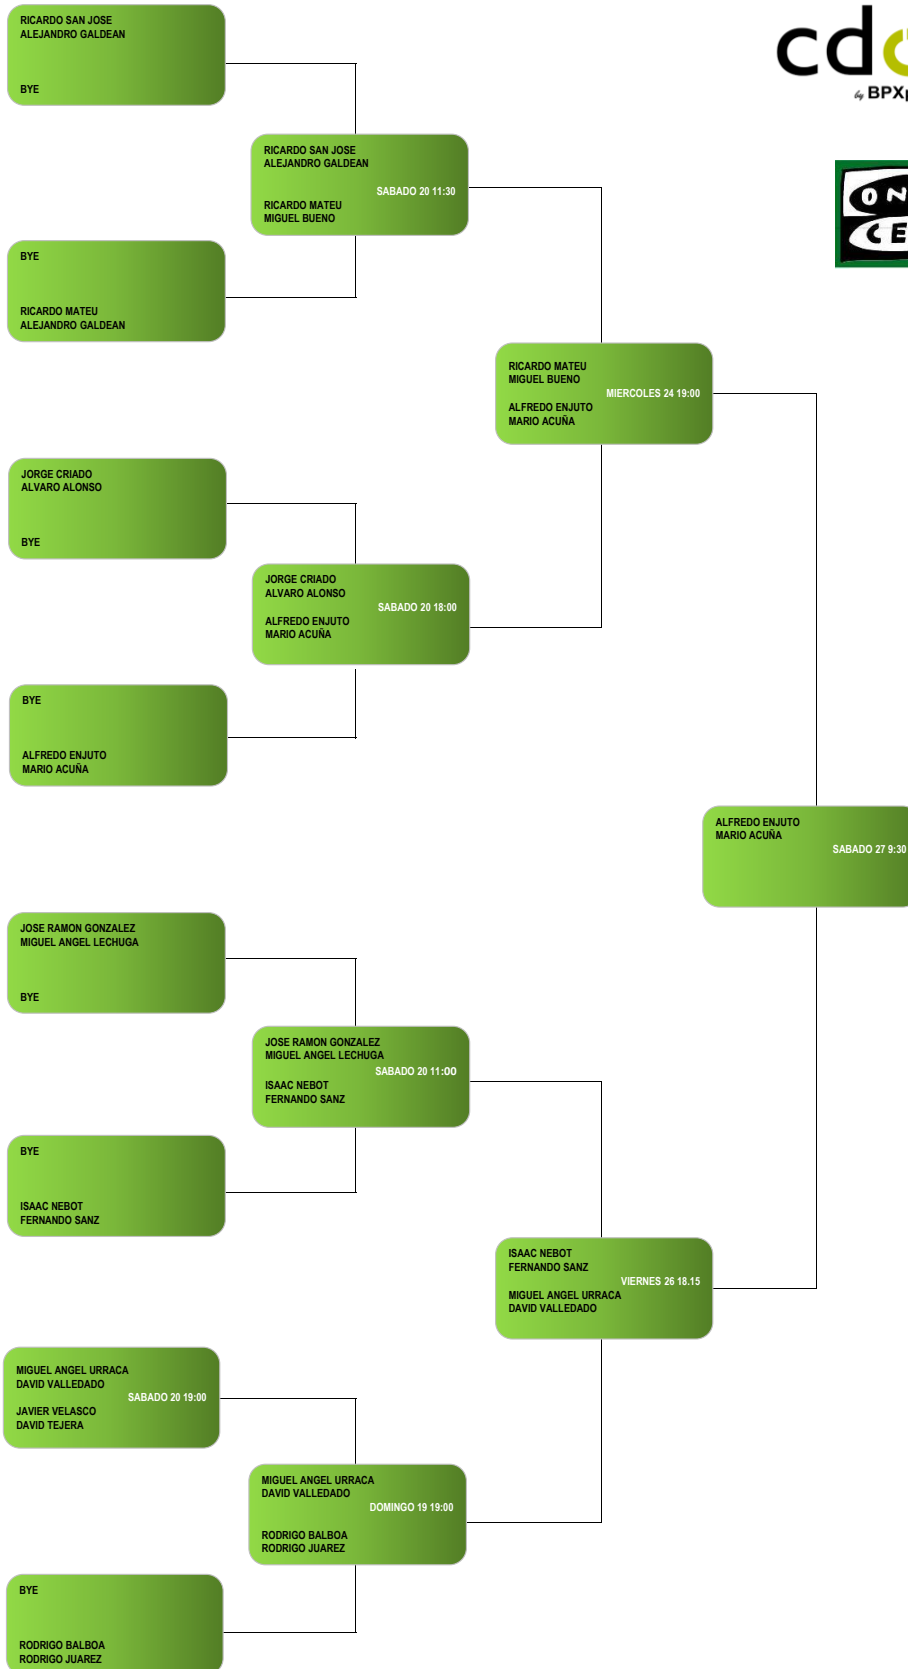 RICARDO SAN JOSE
ALEJANDRO GALDEAN
BYE
cdo
by BPXp
RICARDO SAN JOSE
ALEJANDRO GALDEAN
SABADO 20 11:30
RICARDO MATEU
MIGUEL BUENO
ON
CE
BYE
RICARDO MATEU
ALEJANDRO GALDEAN
RICARDO MATEU
MIGUEL BUENO
MIERCOLES 24 19:00
ALFREDO ENJUTO
MARIO ACUÑA
JORGE CRIADO
ALVARO ALONSO
BYE
JORGE CRIADO
ALVARO ALONSO
SABADO 20 18:00
ALFREDO ENJUTO
MARIO ACUÑA
BYE
ALFREDO ENJUTO
MARIO ACUÑA
ALFREDO ENJUTO
MARIO ACUÑA
SABADO 27 9:30
JOSE RAMON GONZALEZ
MIGUEL ANGEL LECHUGA
BYE
JOSE RAMON GONZALEZ
MIGUEL ANGEL LECHUGA
SABADO 20 11:00
ISAAC NEBOT
FERNANDO SANZ
BYE
ISAAC NEBOT
FERNANDO SANZ
ISAAC NEBOT
FERNANDO SANZ
VIERNES 26 18.15
MIGUEL ANGEL URRACA
DAVID VALLEDADO
MIGUEL ANGEL URRACA
DAVID VALLEDADO
SABADO 20 19:00
JAVIER VELASCO
DAVID TEJERA
MIGUEL ANGEL URRACA
DAVID VALLEDADO
DOMINGO 19 19:00
RODRIGO BALBOA
RODRIGO JUAREZ
BYE
RODRIGO BALBOA
RODRIGO JUAREZ